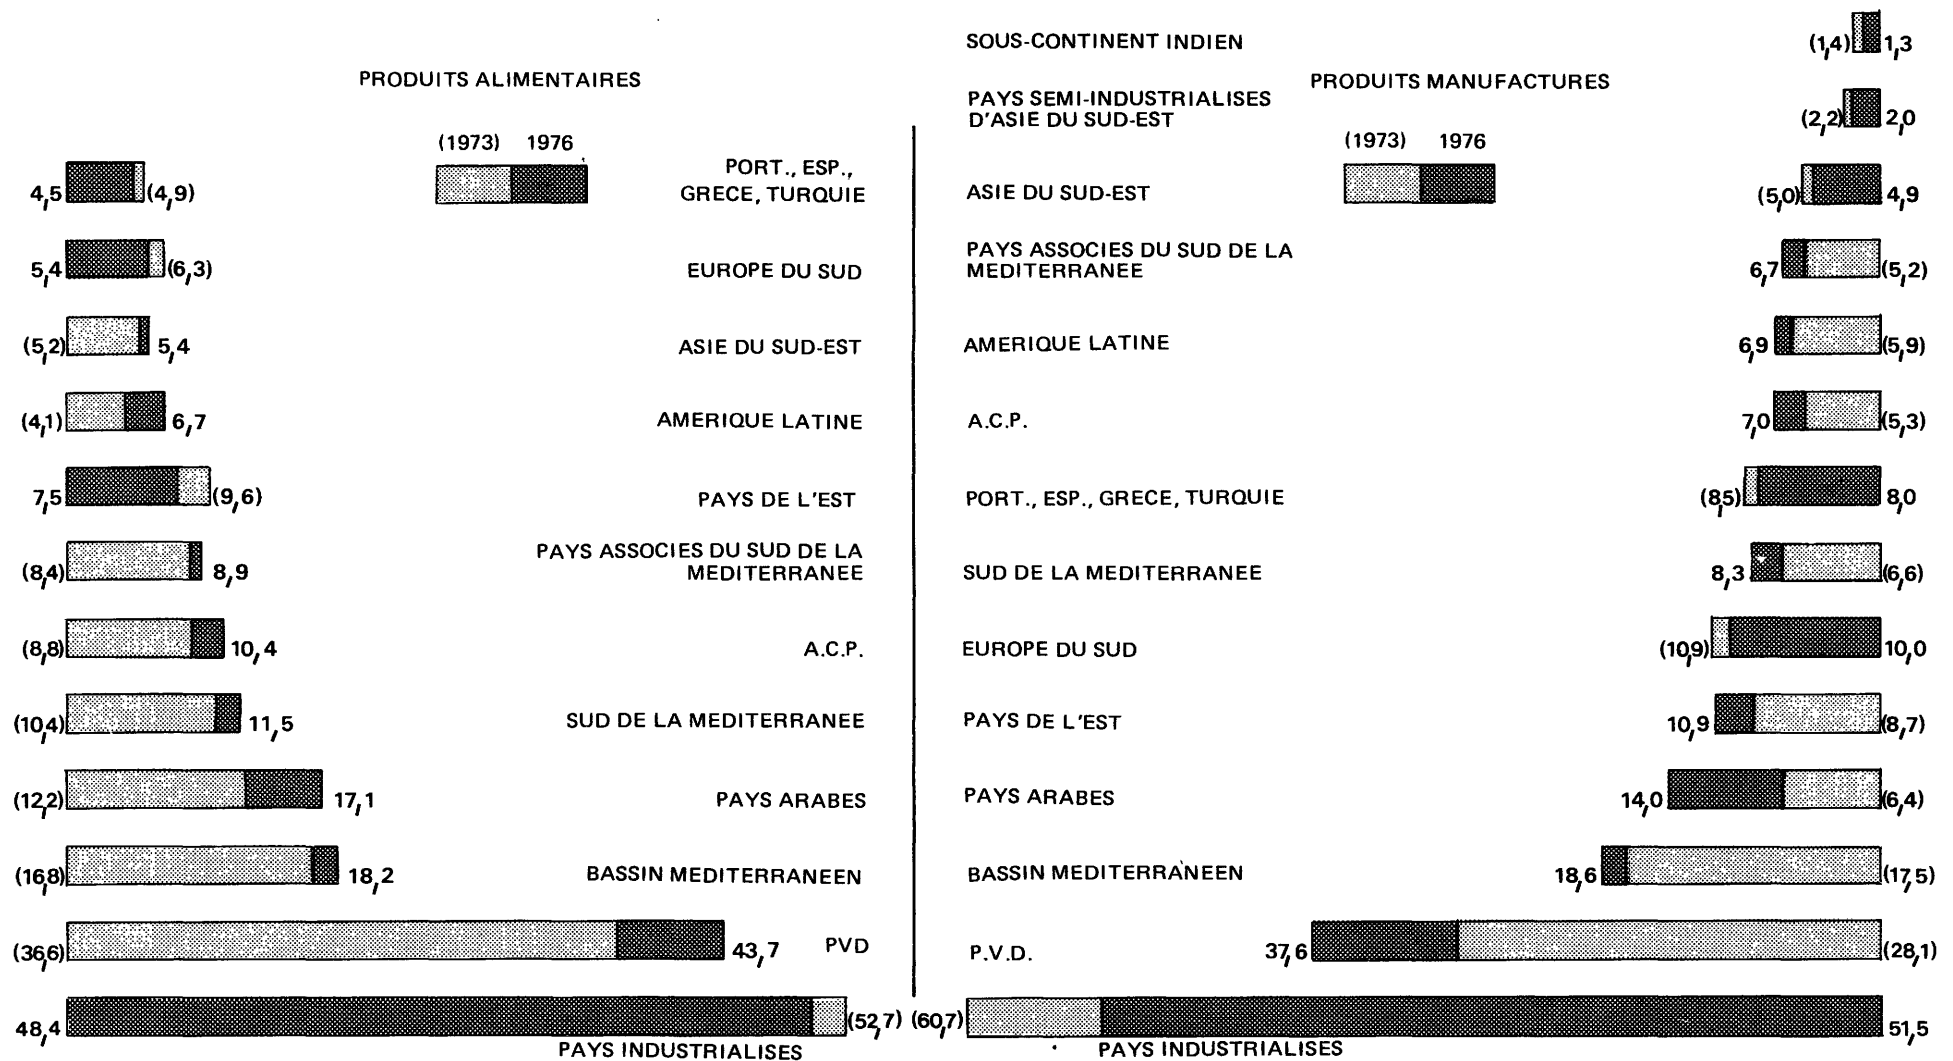 PRODUITS ALIMENTAIRES
(1973) 1976
4,5 (4,9) PORT., ESP.,
GRECE, TURQUIE
5,4 (6,3) EUROPE DU SUD
(5,2) 5,4 ASIE DU SUD-EST
(4,1) 6,7 AMERIQUE LATINE
7,5 (9,6) PAYS DE L'EST
(8,4) 8,9 PAYS ASSOCIES DU SUD DE LA
MEDITERRANEE
(8,8) 10,4 A.C.P.
(10,4) 11,5 SUD DE LA MEDITERRANEE
(12,2) 17,1 PAYS ARABES
(16,8) 18,2 BASSIN MEDITERRANEEN
(36,6) 43,7 PVD
48,4 (52,7)
PAYS INDUSTRIALISES
SOUS-CONTINENT INDIEN (1,4) 1,3
PRODUITS MANUFACTURES
PAYS SEMI-INDUSTRIALISES
D'ASIE DU SUD-EST (2,2) 2,0
(1973) 1976
ASIE DU SUD-EST (5,0) 4,9
PAYS ASSOCIES DU SUD DE LA
MEDITERRANEE 6,7 (5,2)
AMERIQUE LATINE 6,9 (5,9)
A.C.P. 7,0 (5,3)
PORT., ESP., GRECE, TURQUIE (8,5) 8,0
SUD DE LA MEDITERRANEE 8,3 (6,6)
EUROPE DU SUD (10,9) 10,0
PAYS DE L'EST 10,9 (8,7)
PAYS ARABES 14,0 (6,4)
BASSIN MEDITERRANEEN 18,6 (17,5)
P.V.D. 37,6 (28,1)
(60,7) 51,5
PAYS INDUSTRIALISES